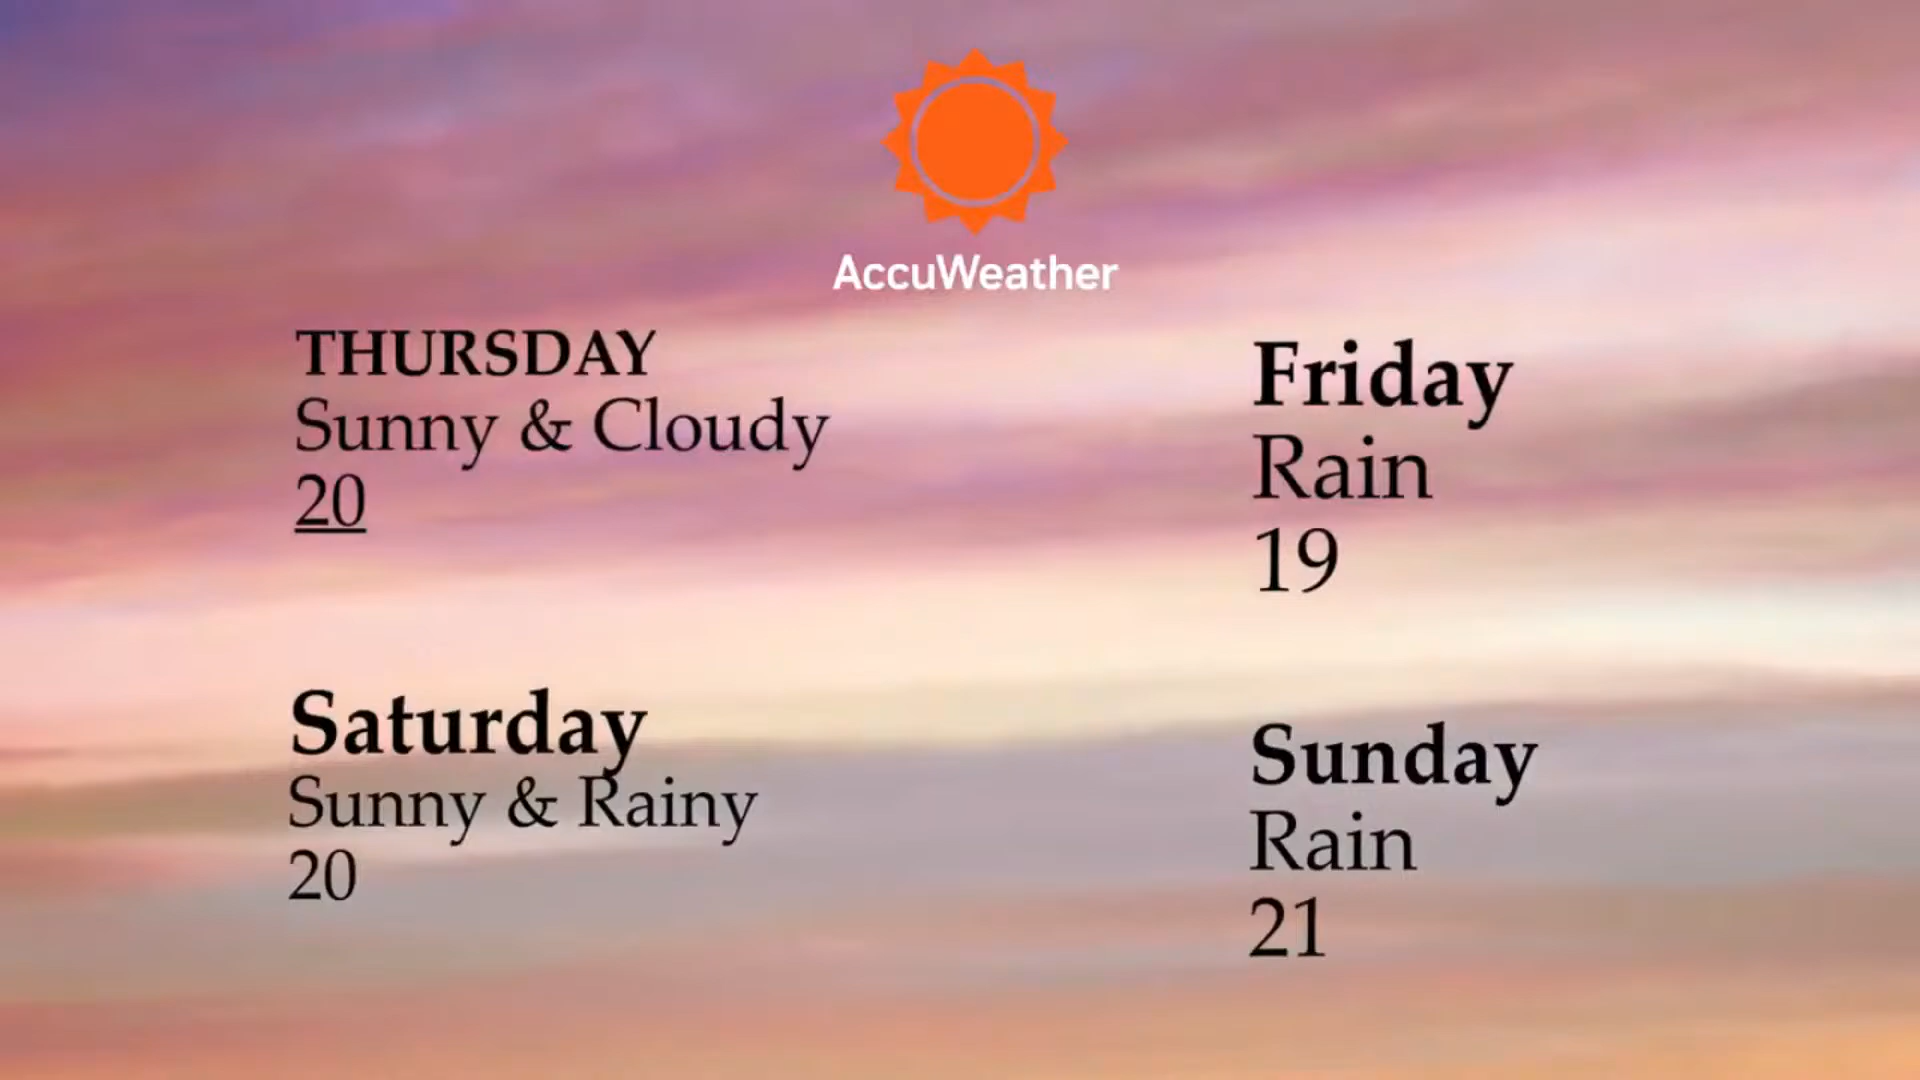 AccuWeather
THURSDAY
Sunny & Cloudy
20
Friday
Rain
19
Saturday
Sunny & Rainy
20
Sunday
Rain
21